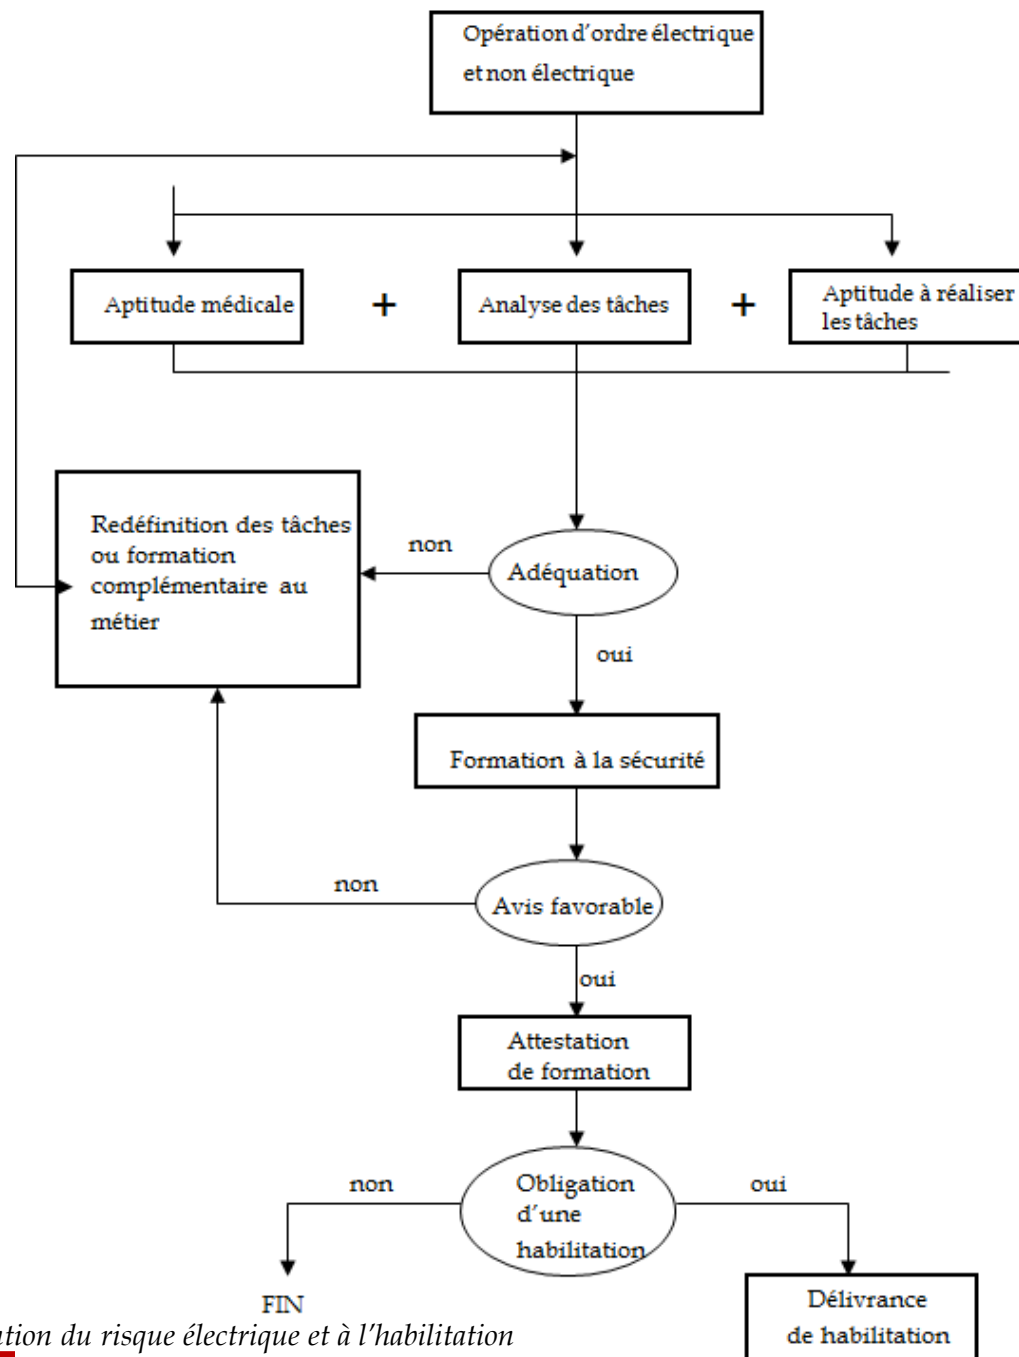 Opération d'ordre électrique
et non électrique
Aptitude médicale
+
Analyse des tâches
+
Aptitude à réaliser
les tâches
Redéfinition des tâches
ou formation
complémentaire au
métier
non
Adéquation
oui
Formation à la sécurité
non
Avis favorable
oui
Attestation
de formation
non
Obligation
d'une
habilitation
oui
FIN
Délivrance
de habilitation
du risque électrique et à l'habilitation